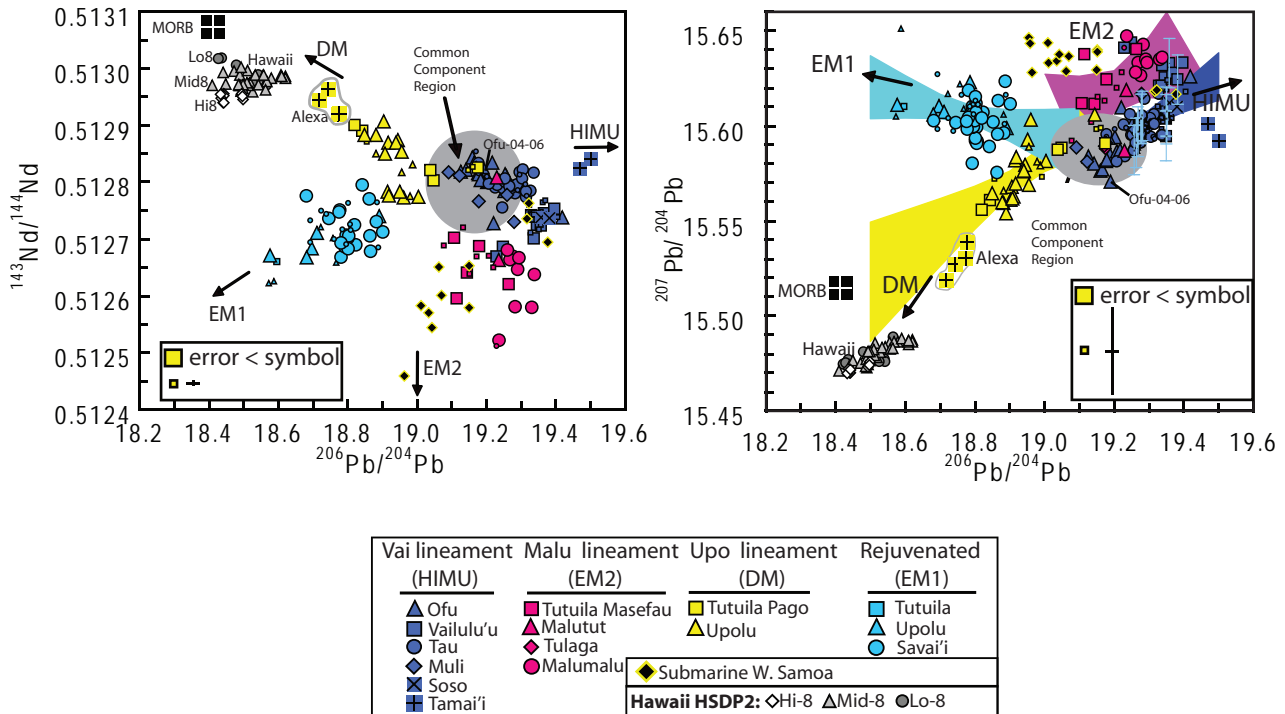 0.5131
0.5130
0.5129
0.5128
0.5127
0.5126
0.5125
0.5124
143Nd/144Nd
MORB
Lo8
Hawaii
Mid8
Hi8
DM
Alexa
Common
Component
Region
Ofu-04-06
HIMU
EM1
EM2
error < symbol
18.2 18.4 18.6 18.8 19.0 19.2 19.4 19.6
206Pb/204Pb
15.65
15.60
15.55
15.50
15.45
207Pb/204Pb
EM2
EM1
HIMU
Ofu-04-06
Common
Component
Region
Alexa
DM
MORB
Hawaii
error < symbol
18.2 18.4 18.6 18.8 19.0 19.2 19.4 19.6
206Pb/204Pb
Vai lineament
(HIMU)
Ofu
Vailulu'u
Tau
Muli
Soso
Tamai'i
Malu lineament
(EM2)
Tutuila Masefau
Malutut
Tulaga
Malumalu
Upo lineament
(DM)
Tutuila Pago
Upolu
Rejuvenated
(EM1)
Tutuila
Upolu
Savai'i
Submarine W. Samoa
Hawaii HSDP2: Hi-8 Mid-8 Lo-8